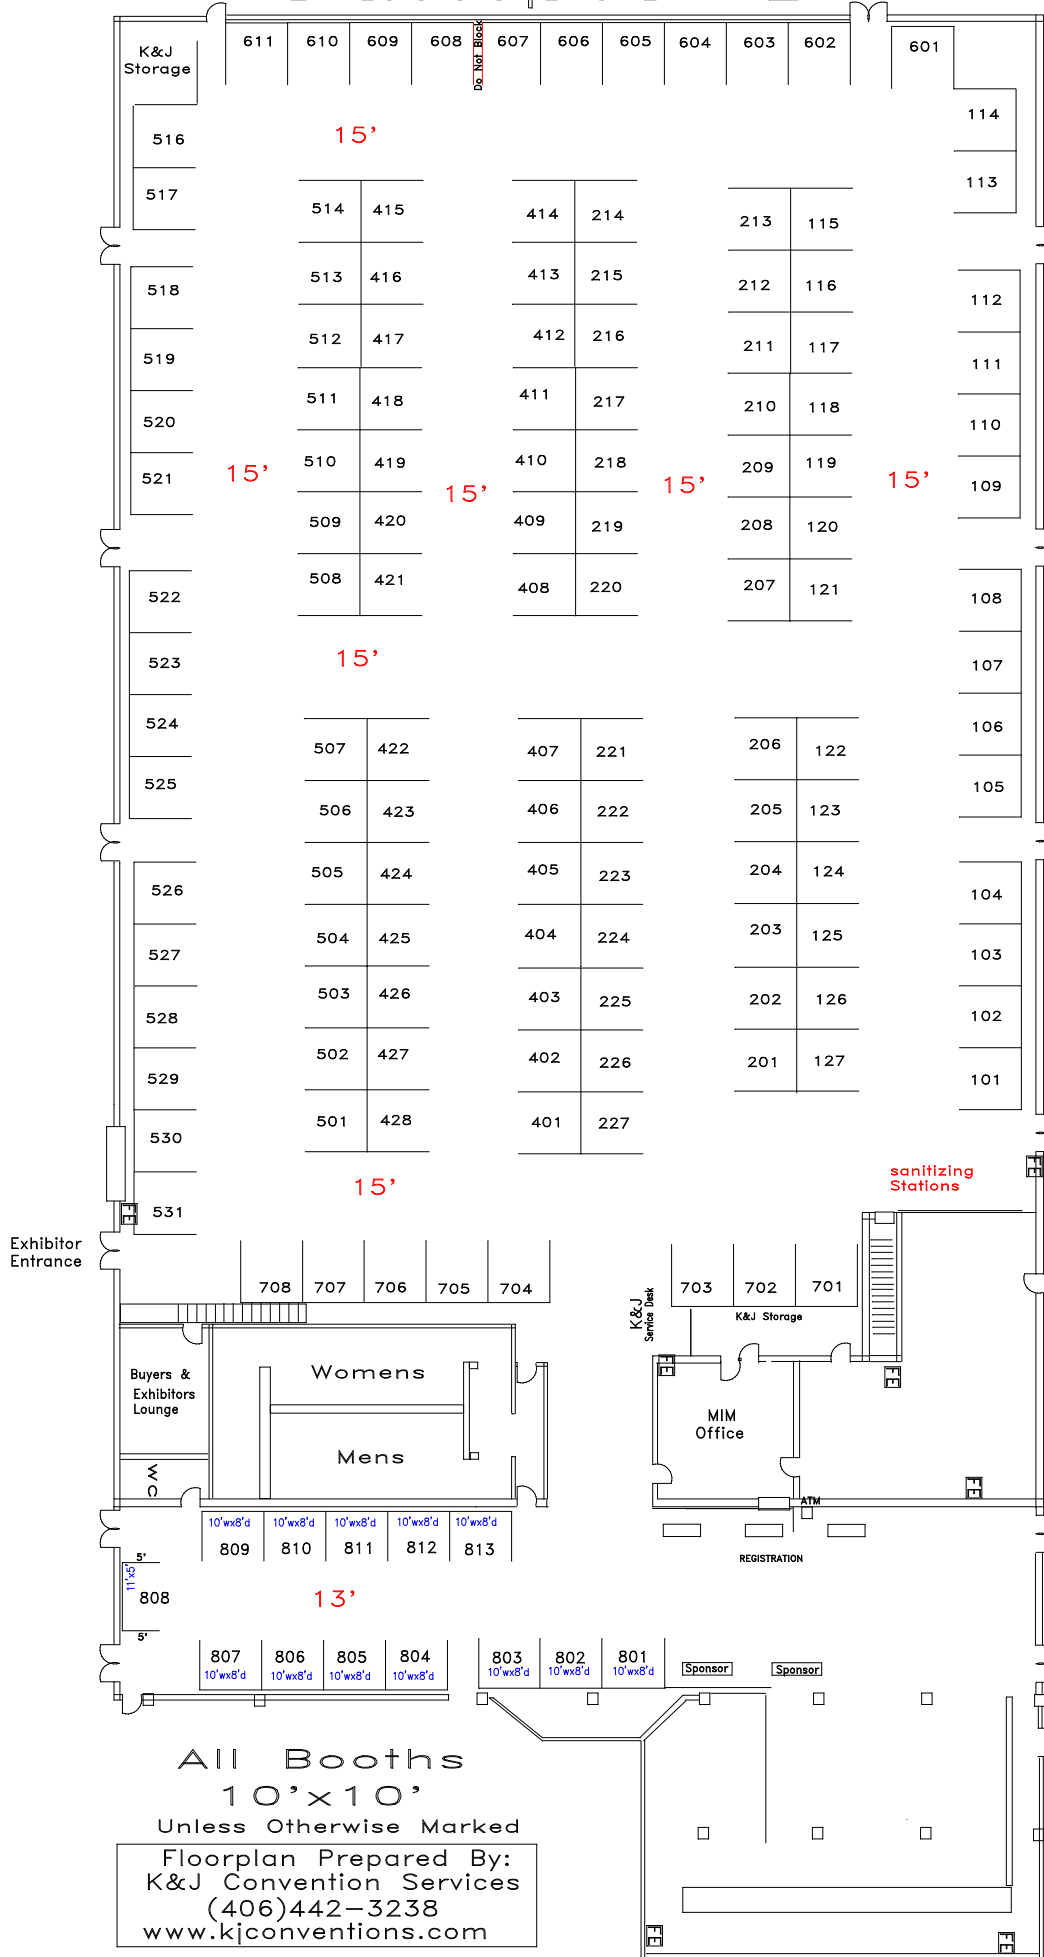 K&J
Storage
611
610
609
608
Do Not Block
607
606
605
604
603
602
601
516
517
15'
114
113
514 415
414 214
213 115
513 416
413 215
212 116
518
112
512 417
412 216
211 117
519
111
511 418
411 217
210 118
520
110
510 419
410 218
209 119
15'
15'
15'
15'
521
109
509 420
409 219
208 120
508 421
408 220
207 121
522
108
523
15'
107
524
106
507 422
407 221
206 122
525
105
506 423
406 222
205 123
505 424
405 223
204 124
526
104
504 425
404 224
203 125
527
103
503 426
403 225
202 126
528
102
502 427
402 226
201 127
529
101
501 428
401 227
530
sanitizing
Stations
15'
531
FE
FE
Exhibitor
Entrance
708
707
706
705
704
K&J
Service Desk
703
702
701
K&J Storage
Buyers &
Exhibitors
Lounge
Womens
Mens
WC
FE
FE
MIM
Office
FE
ATM
REGISTRATION
10'wx8'd
10'wx8'd
10'wx8'd
10'wx8'd
10'wx8'd
809
810
811
812
813
5'
11'x5'
808
5'
13'
807
806
805
804
803
802
801
10'wx8'd
10'wx8'd
10'wx8'd
10'wx8'd
10'wx8'd
10'wx8'd
10'wx8'd
Sponsor
Sponsor
All Booths
10'x10'
Unless Otherwise Marked
Floorplan Prepared By:
K&J Convention Services
(406)442-3238
www.kjconventions.com
FE
FE